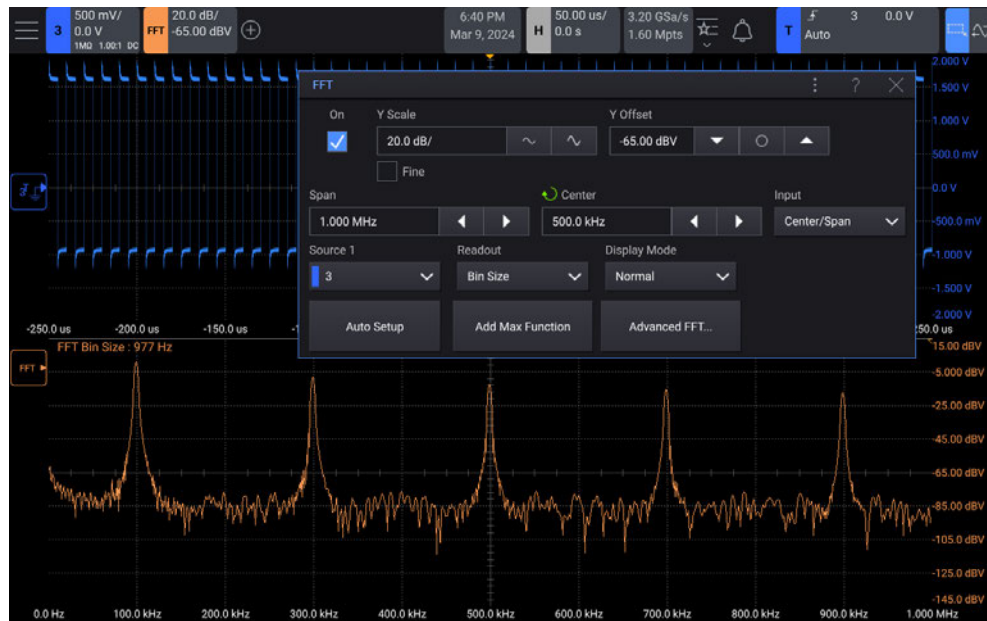 3 500 mV/ 0.0 V 1MΩ 1.00:1 DC
FFT 20.0 dB/ -65.00 dBV
6:40 PM
Mar 9, 2024
H 50.00 us/ 0.0 s
3.20 GSa/s
1.60 Mpts
T 3 0.0 V
Auto
2.000 V
FFT
?
1.500 V
On
Y Scale
Y Offset
1.000 V
20.0 dB/
-65.00 dBV
500.0 mV
Fine
0.0 V
Span
Center
Input
1.000 MHz
500.0 kHz
Center/Span
-500.0 mV
Source 1
Readout
Display Mode
-1.000 V
3
Bin Size
Normal
-1.500 V
Auto Setup
Add Max Function
Advanced FFT...
-2.000 V
-250.0 us
-200.0 us
-150.0 us
FFT Bin Size : 977 Hz
15.00 dBV
FFT
-5.000 dBV
-25.00 dBV
-45.00 dBV
-65.00 dBV
-85.00 dBV
-105.0 dBV
-125.0 dBV
-145.0 dBV
0.0 Hz
100.0 kHz
200.0 kHz
300.0 kHz
400.0 kHz
500.0 kHz
600.0 kHz
700.0 kHz
800.0 kHz
900.0 kHz
1.000 MHz